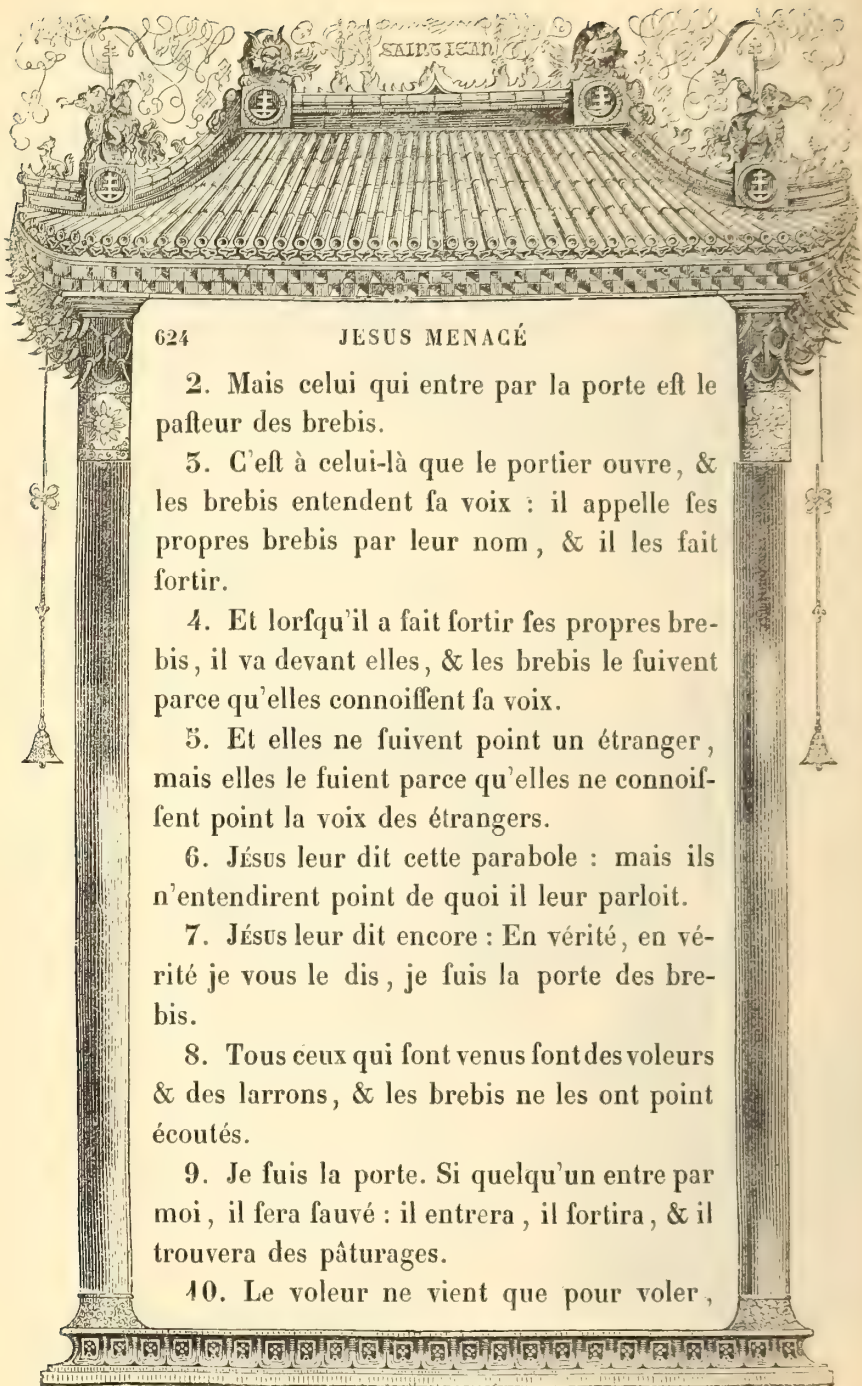 SAINT IEAN
624 JESUS MENACÉ
2. Mais celui qui entre par la porte eſt le
paſteur des brebis.
3. C'eſt à celui-là que le portier ouvre, &
les brebis entendent ſa voix : il appelle ſes
propres brebis par leur nom, & il les fait
ſortir.
4. Et lorſqu'il a fait ſortir ſes propres bre-
bis, il va devant elles, & les brebis le ſuivent
parce qu'elles connoiſſent ſa voix.
5. Et elles ne ſuivent point un étranger,
mais elles le fuient parce qu'elles ne connoiſ-
ſent point la voix des étrangers.
6. JÉSUS leur dit cette parabole : mais ils
n'entendirent point de quoi il leur parloit.
7. JÉSUS leur dit encore : En vérité, en vé-
rité je vous le dis, je ſuis la porte des bre-
bis.
8. Tous ceux qui ſont venus ſont des voleurs
& des larrons, & les brebis ne les ont point
écoutés.
9. Je ſuis la porte. Si quelqu'un entre par
moi, il ſera ſauvé : il entrera, il ſortira, & il
trouvera des pâturages.
10. Le voleur ne vient que pour voler,